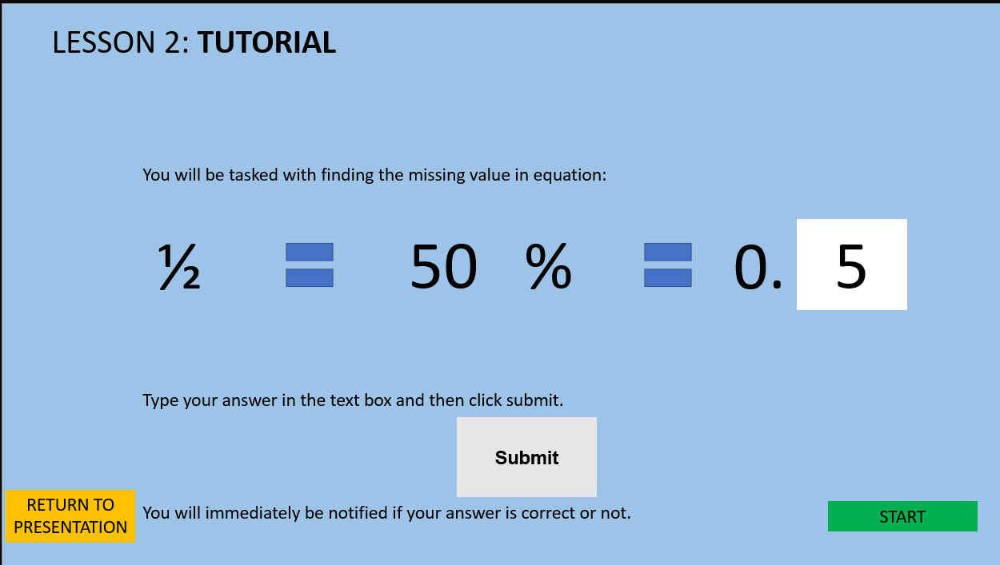 LESSON 2: TUTORIAL
You will be tasked with finding the missing value in equation:
½ = 50 % = 0. 5
Type your answer in the text box and then click submit.
Submit
RETURN TO
PRESENTATION
You will immediately be notified if your answer is correct or not.
START